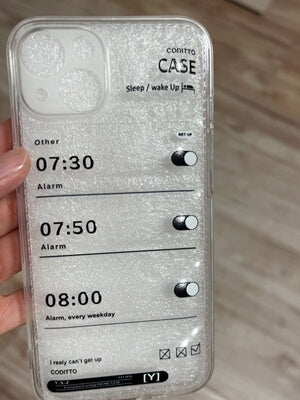 CODITTO
CASE
Sleep / wake Up
SET UP
Other
07:30
Alarm
07:50
Alarm
08:00
Alarm, every weekday
I realy can't get up
CODITTO
[Y]